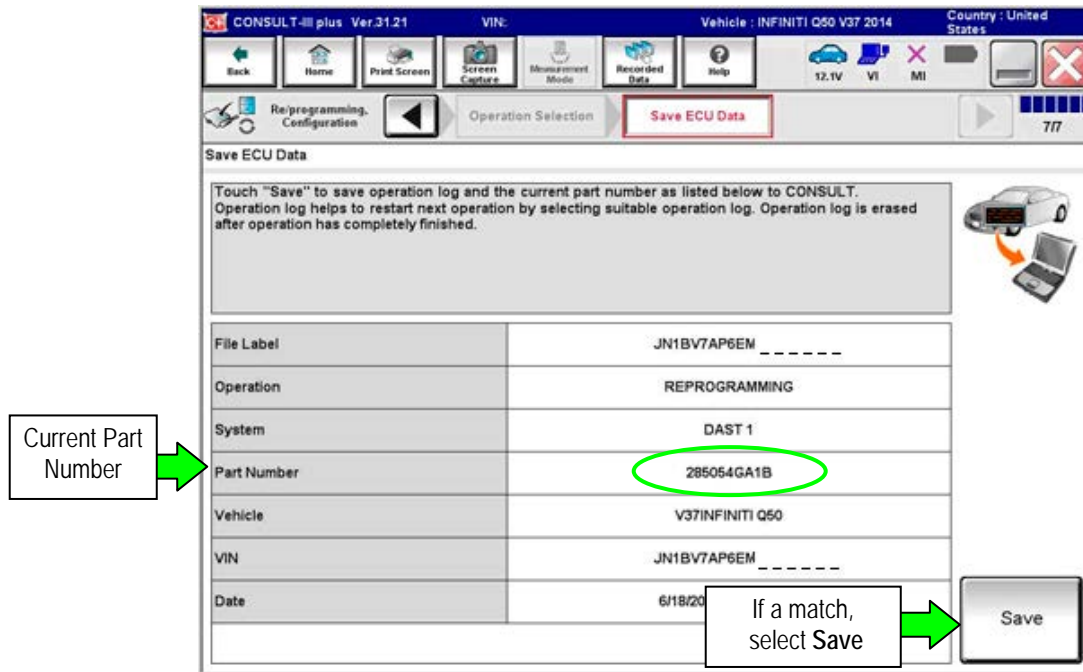 CONSULT-III plus Ver.31.21 VIN: Vehicle : INFINITI Q50 V37 2014 Country : United States
Back Home Print Screen Screen Capture Measurement Mode Recorded Data Help 12.1V VI MI
Re/programming, Configuration Operation Selection Save ECU Data 7/7
Save ECU Data
Touch "Save" to save operation log and the current part number as listed below to CONSULT.
Operation log helps to restart next operation by selecting suitable operation log. Operation log is erased
after operation has completely finished.
File Label JN1BV7AP6EM _ _ _ _ _ _
Operation REPROGRAMMING
System DAST 1
Current Part Number
Part Number 285054GA1B
Vehicle V37INFINITI Q50
VIN JN1BV7AP6EM _ _ _ _ _ _
Date 6/18/20
If a match,
select Save
Save